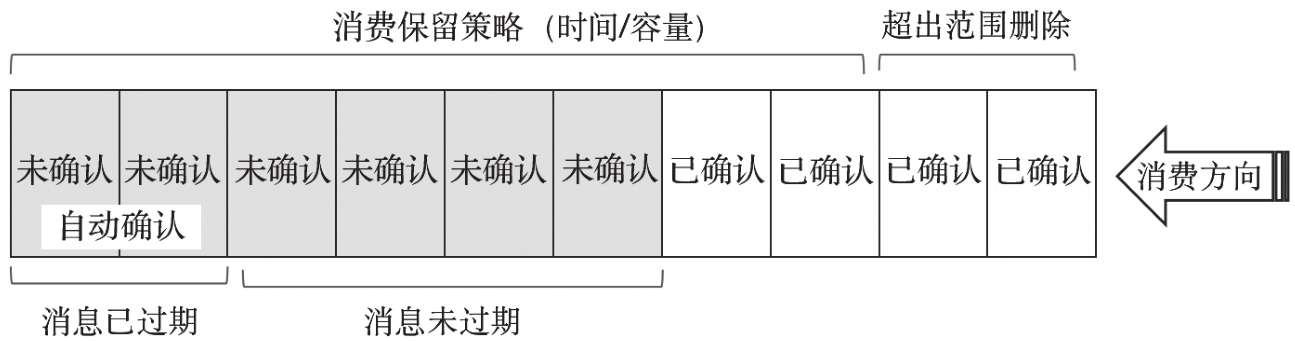 消费保留策略（时间/容量）
超出范围删除
未确认 未确认 未确认 未确认 未确认 未确认 已确认 已确认 已确认 已确认
消费方向
自动确认
消息已过期
消息未过期